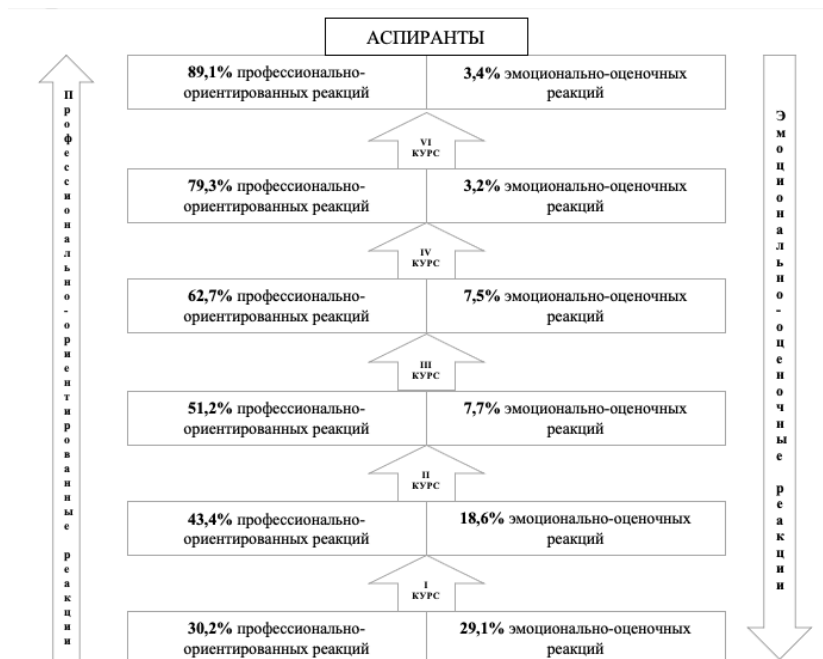 АСПИРАНТЫ
89,1% профессионально-
ориентированных реакций
3,4% эмоционально-оценочных
реакций
VI
КУРС
79,3% профессионально-
ориентированных реакций
3,2% эмоционально-оценочных
реакций
IV
КУРС
62,7% профессионально-
ориентированных реакций
7,5% эмоционально-оценочных
реакций
III
КУРС
51,2% профессионально-
ориентированных реакций
7,7% эмоционально-оценочных
реакций
II
КУРС
43,4% профессионально-
ориентированных реакций
18,6% эмоционально-оценочных
реакций
I
КУРС
30,2% профессионально-
ориентированных реакций
29,1% эмоционально-оценочных
реакций
Профессионально-ориентированные реакции
Эмоционально-оценочные реакции